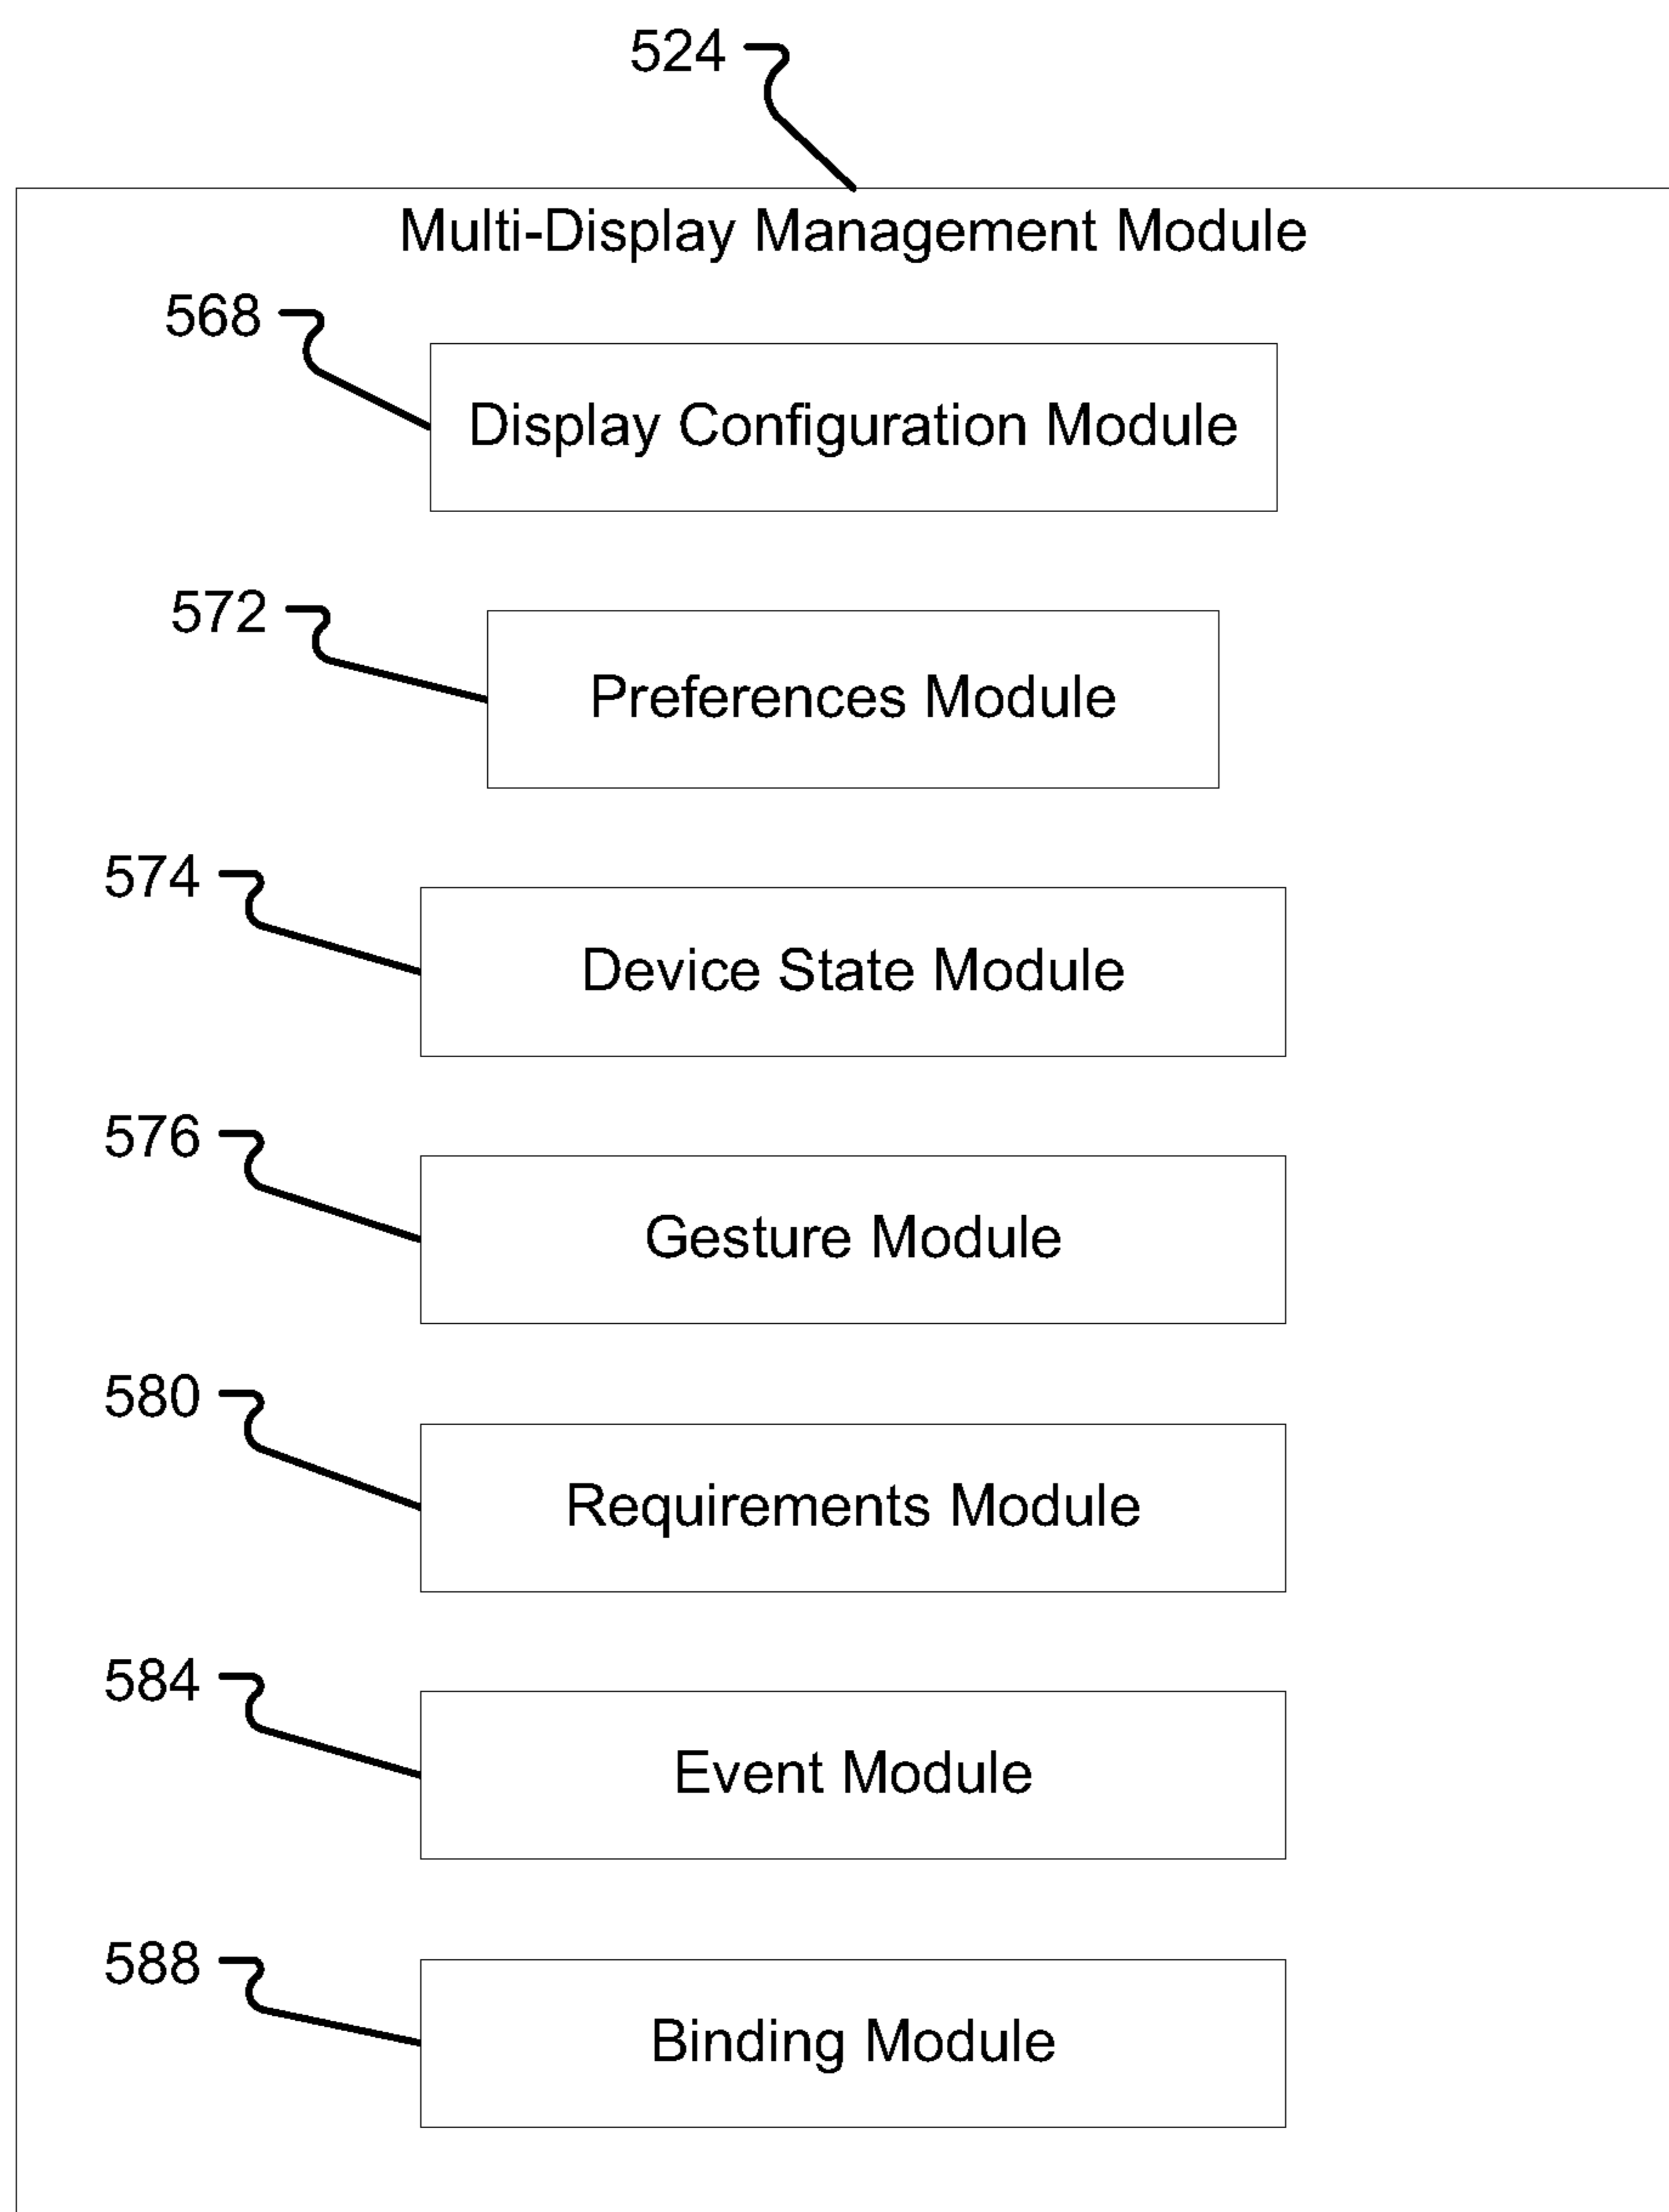 524
Multi-Display Management Module
568
Display Configuration Module
572
Preferences Module
574
Device State Module
576
Gesture Module
580
Requirements Module
584
Event Module
588
Binding Module